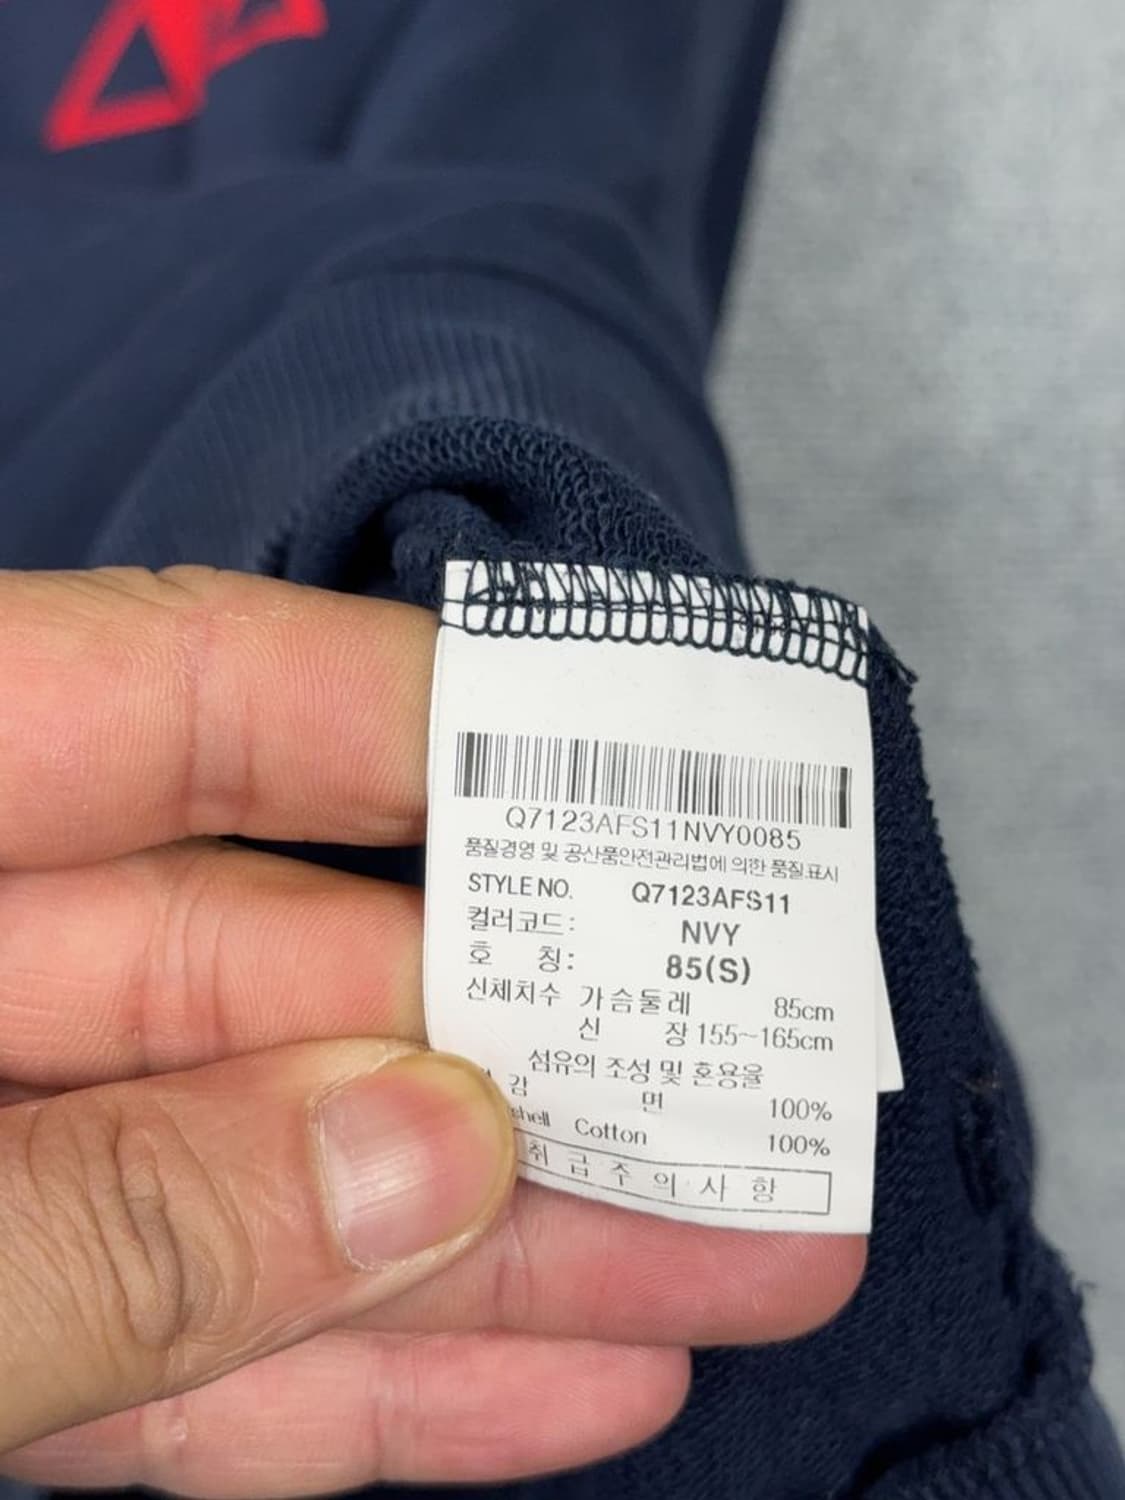 Q7123AFS11NVY0085
품질경영 및 공산품안전관리법에 의한 품질표시
STYLE NO. Q7123AFS11
컬러코드: NVY
호 칭: 85(S)
신체치수 가슴둘레 85cm
신 장 155~165cm
섬유의 조성 및 혼용율
감 면 100%
shell Cotton 100%
취급주의사항